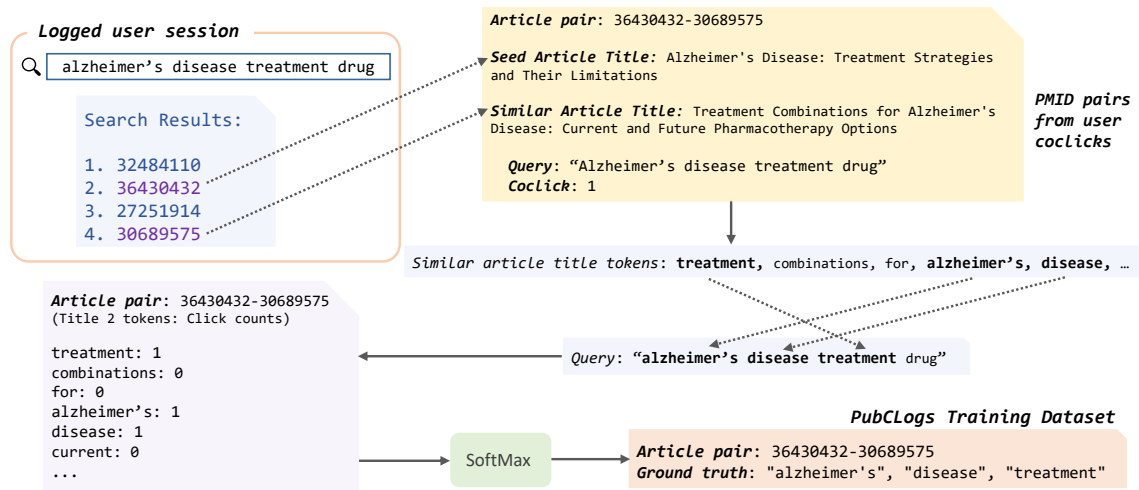 Logged user session
alzheimer's disease treatment drug
Search Results:
1. 32484110
2. 36430432
3. 27251914
4. 30689575
Article pair: 36430432-30689575
Seed Article Title: Alzheimer's Disease: Treatment Strategies
and Their Limitations
Similar Article Title: Treatment Combinations for Alzheimer's
Disease: Current and Future Pharmacotherapy Options
Query: “Alzheimer’s disease treatment drug”
Coclick: 1
PMID pairs
from user
coclicks
Similar article title tokens: treatment, combinations, for, alzheimer’s, disease, …
Query: “alzheimer’s disease treatment drug”
Article pair: 36430432-30689575
(Title 2 tokens: Click counts)
treatment: 1
combinations: 0
for: 0
alzheimer’s: 1
disease: 1
current: 0
...
SoftMax
PubCLogs Training Dataset
Article pair: 36430432-30689575
Ground truth: "alzheimer's", "disease", "treatment"